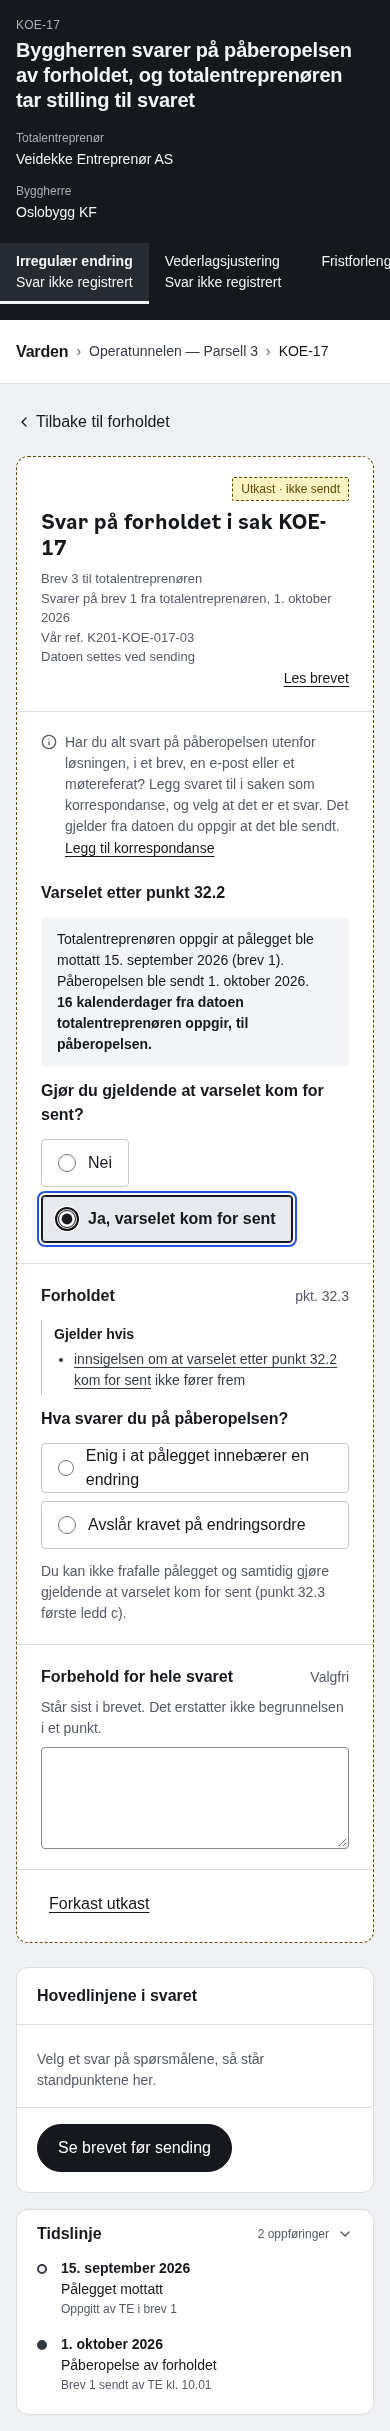 KOE-17
Byggherren svarer på påberopelsen
av forholdet, og totalentreprenøren
tar stilling til svaret
Totalentreprenør
Veidekke Entreprenør AS
Byggherre
Oslobygg KF
Irregulær endring
Svar ikke registrert
Vederlagsjustering
Svar ikke registrert
Fristforleng
Varden › Operatunnelen — Parsell 3 › KOE-17
Tilbake til forholdet
Utkast · ikke sendt
Svar på forholdet i sak KOE-
17
Brev 3 til totalentreprenøren
Svarer på brev 1 fra totalentreprenøren, 1. oktober
2026
Vår ref. K201-KOE-017-03
Datoen settes ved sending
Les brevet
Har du alt svart på påberopelsen utenfor
løsningen, i et brev, en e-post eller et
møtereferat? Legg svaret til i saken som
korrespondanse, og velg at det er et svar. Det
gjelder fra datoen du oppgir at det ble sendt.
Legg til korrespondanse
Varselet etter punkt 32.2
Totalentreprenøren oppgir at pålegget ble
mottatt 15. september 2026 (brev 1).
Påberopelsen ble sendt 1. oktober 2026.
16 kalenderdager fra datoen
totalentreprenøren oppgir, til
påberopelsen.
Gjør du gjeldende at varselet kom for
sent?
Nei
Ja, varselet kom for sent
Forholdet pkt. 32.3
Gjelder hvis
• innsigelsen om at varselet etter punkt 32.2
kom for sent ikke fører frem
Hva svarer du på påberopelsen?
Enig i at pålegget innebærer en
endring
Avslår kravet på endringsordre
Du kan ikke frafalle pålegget og samtidig gjøre
gjeldende at varselet kom for sent (punkt 32.3
første ledd c).
Forbehold for hele svaret Valgfri
Står sist i brevet. Det erstatter ikke begrunnelsen
i et punkt.
Forkast utkast
Hovedlinjene i svaret
Velg et svar på spørsmålene, så står
standpunktene her.
Se brevet før sending
Tidslinje 2 oppføringer
15. september 2026
Pålegget mottatt
Oppgitt av TE i brev 1
1. oktober 2026
Påberopelse av forholdet
Brev 1 sendt av TE kl. 10.01